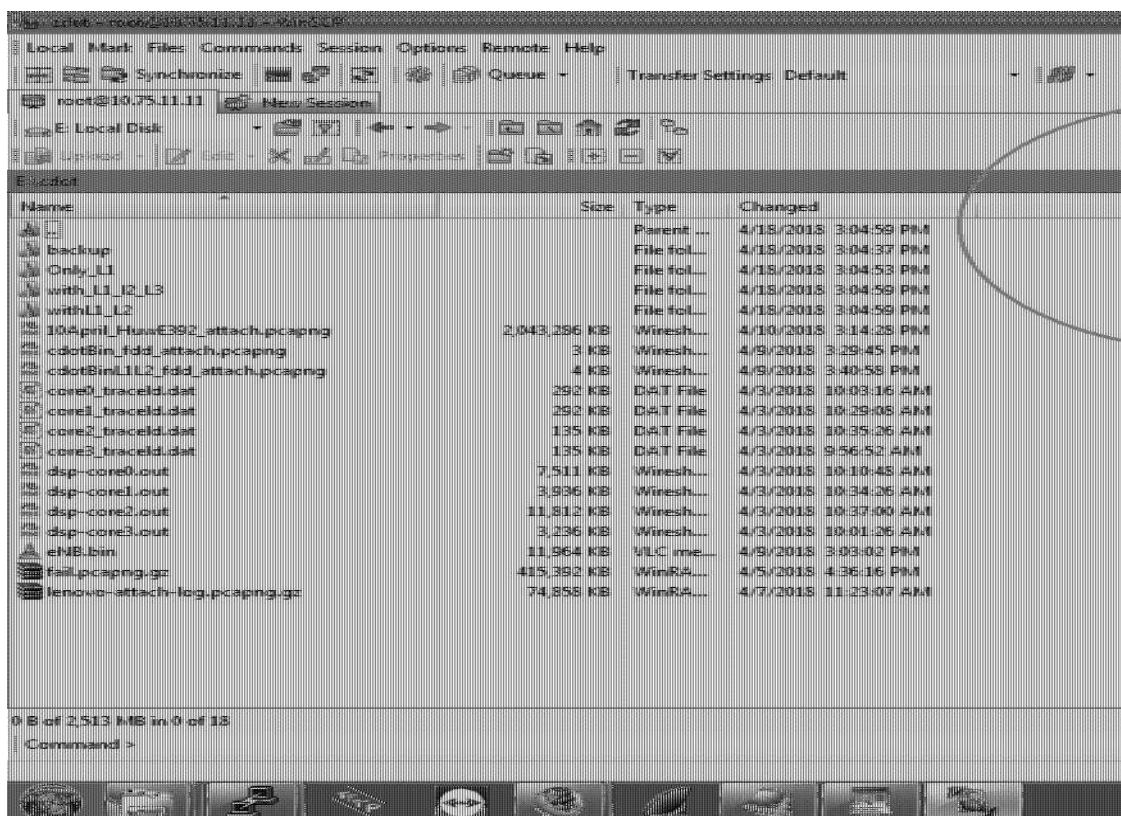 cdot - root@10.75.11.11 - WinSCP
Local Mark Files Commands Session Options Remote Help
Synchronize Queue Transfer Settings Default
root@10.75.11.11 New Session
E: Local Disk
Upload Edit Properties
E:\cdot
Name Size Type Changed
.. Parent ... 4/18/2018 3:04:59 PM
backup File fol... 4/18/2018 3:04:37 PM
Only_L1 File fol... 4/18/2018 3:04:53 PM
with_L1_l2_L3 File fol... 4/18/2018 3:04:59 PM
withL1_L2 File fol... 4/18/2018 3:04:59 PM
10April_HuwE392_attach.pcapng 2,043,286 KB Wiresh... 4/10/2018 3:14:28 PM
cdotBin_fdd_attach.pcapng 3 KB Wiresh... 4/9/2018 3:29:45 PM
cdotBinL1L2_fdd_attach.pcapng 4 KB Wiresh... 4/9/2018 3:40:58 PM
core0_traceId.dat 292 KB DAT File 4/3/2018 10:03:16 AM
core1_traceId.dat 292 KB DAT File 4/3/2018 10:29:08 AM
core2_traceId.dat 135 KB DAT File 4/3/2018 10:35:26 AM
core3_traceId.dat 135 KB DAT File 4/3/2018 9:56:52 AM
dsp-core0.out 7,511 KB Wiresh... 4/3/2018 10:10:48 AM
dsp-core1.out 3,936 KB Wiresh... 4/3/2018 10:34:26 AM
dsp-core2.out 11,812 KB Wiresh... 4/3/2018 10:37:00 AM
dsp-core3.out 3,236 KB Wiresh... 4/3/2018 10:01:26 AM
eNB.bin 11,964 KB VLC me... 4/9/2018 3:03:02 PM
fail.pcapng.gz 415,392 KB WinRA... 4/5/2018 4:36:16 PM
lenovo-attach-log.pcapng.gz 74,858 KB WinRA... 4/7/2018 11:23:07 AM
0 B of 2,513 MB in 0 of 18
Command >